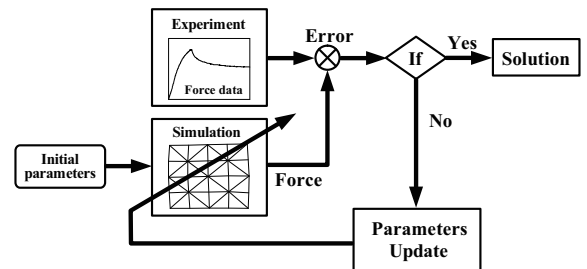 Experiment
Force data
Error
If
Yes
Solution
No
Simulation
Initial
parameters
Force
Parameters
Update